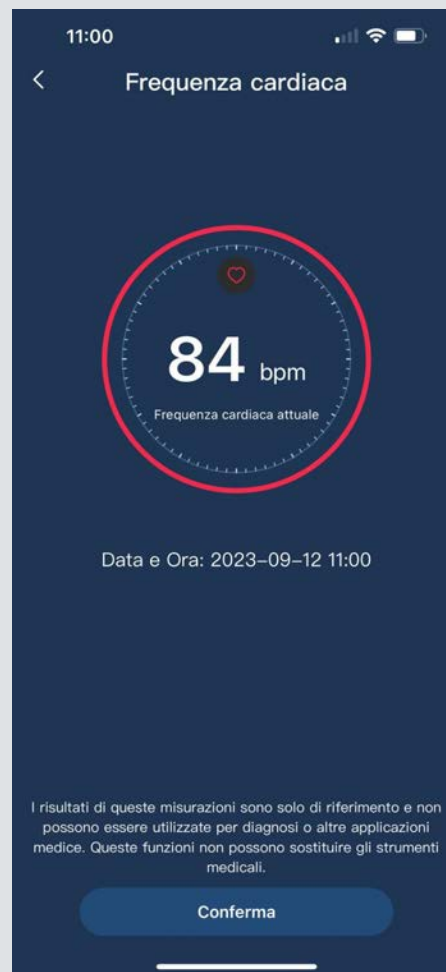 11:00
Frequenza cardiaca
84 bpm
Frequenza cardiaca attuale
Data e Ora: 2023-09-12 11:00
I risultati di queste misurazioni sono solo di riferimento e non
possono essere utilizzate per diagnosi o altre applicazioni
medice. Queste funzioni non possono sostituire gli strumenti
medicali.
Conferma